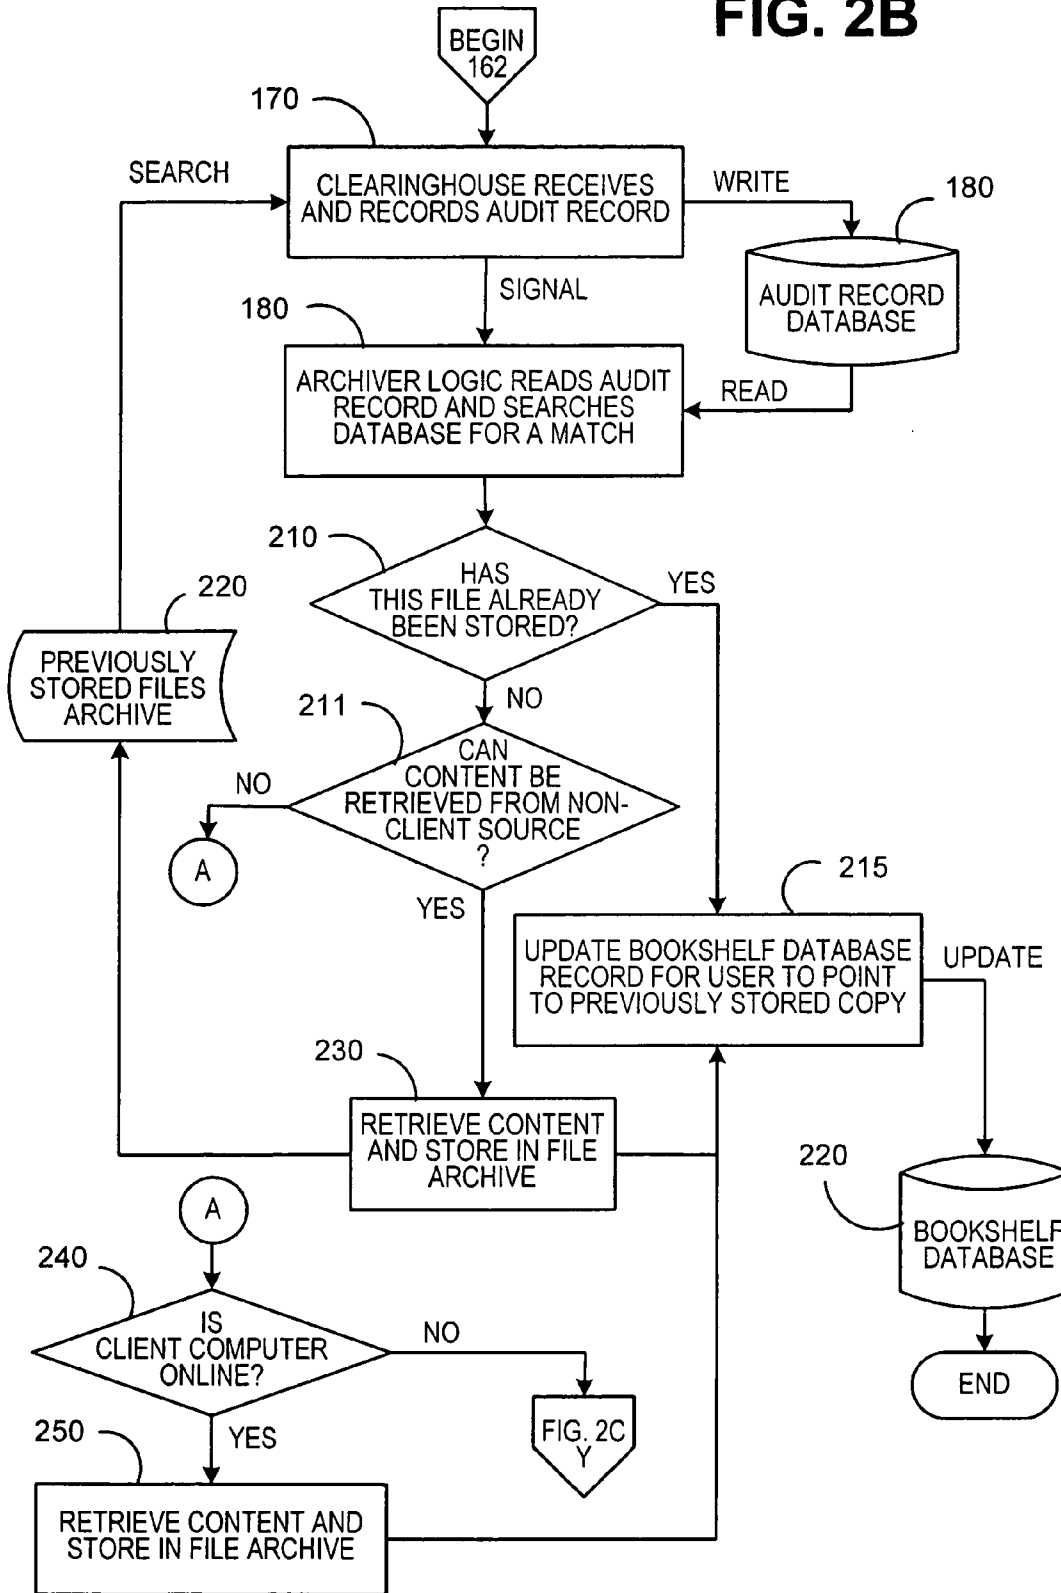 FIG. 2B
BEGIN
162
170
SEARCH
CLEARINGHOUSE RECEIVES
AND RECORDS AUDIT RECORD
WRITE
180
AUDIT RECORD
DATABASE
SIGNAL
180
ARCHIVER LOGIC READS AUDIT
RECORD AND SEARCHES
DATABASE FOR A MATCH
READ
210
HAS
THIS FILE ALREADY
BEEN STORED?
YES
220
PREVIOUSLY
STORED FILES
ARCHIVE
NO
211
CAN
CONTENT BE
RETRIEVED FROM NON-
CLIENT SOURCE
?
NO
A
YES
215
UPDATE BOOKSHELF DATABASE
RECORD FOR USER TO POINT
TO PREVIOUSLY STORED COPY
UPDATE
230
RETRIEVE CONTENT
AND STORE IN FILE
ARCHIVE
220
BOOKSHELF
DATABASE
END
A
240
IS
CLIENT COMPUTER
ONLINE?
NO
FIG. 2C
Y
YES
250
RETRIEVE CONTENT AND
STORE IN FILE ARCHIVE